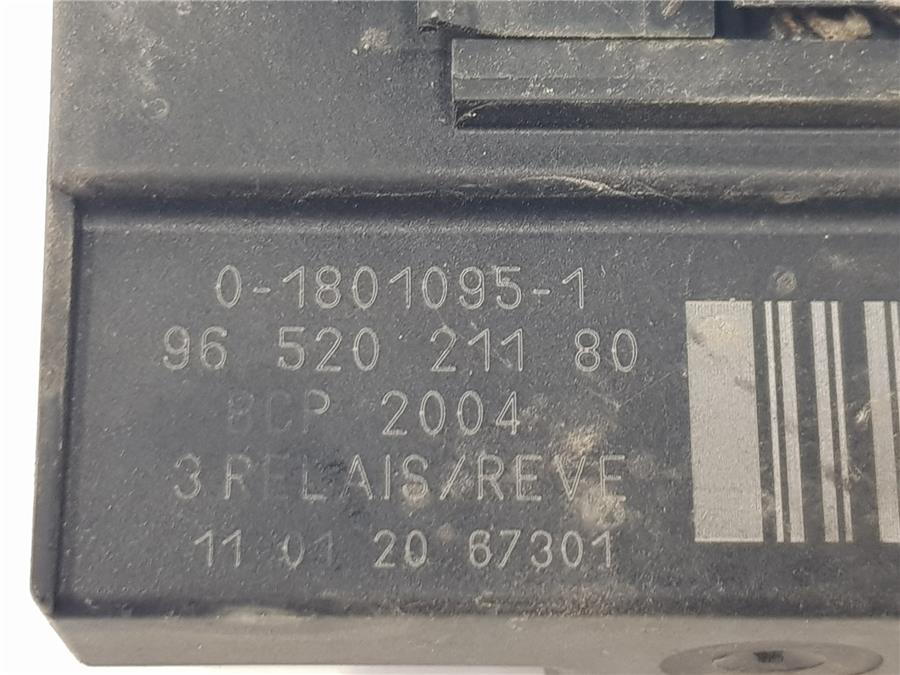 0-1801095-1
96 520 211 80
BCP 2004
3 RELAIS/REVE
11 01 20 67301